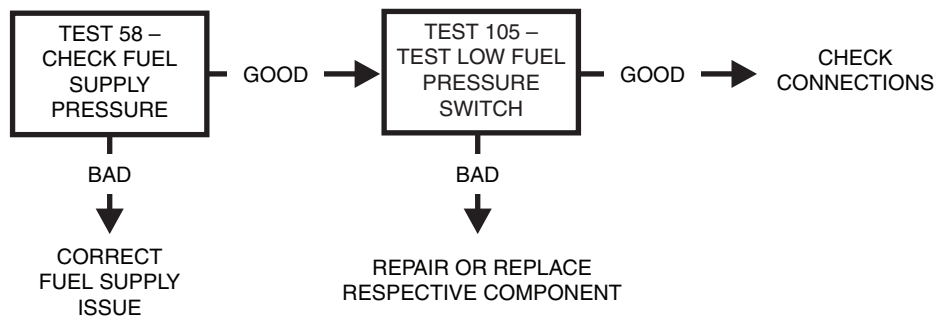 TEST 58 –
CHECK FUEL
SUPPLY
PRESSURE
GOOD
TEST 105 –
TEST LOW FUEL
PRESSURE
SWITCH
GOOD
CHECK
CONNECTIONS
BAD
BAD
CORRECT
FUEL SUPPLY
ISSUE
REPAIR OR REPLACE
RESPECTIVE COMPONENT